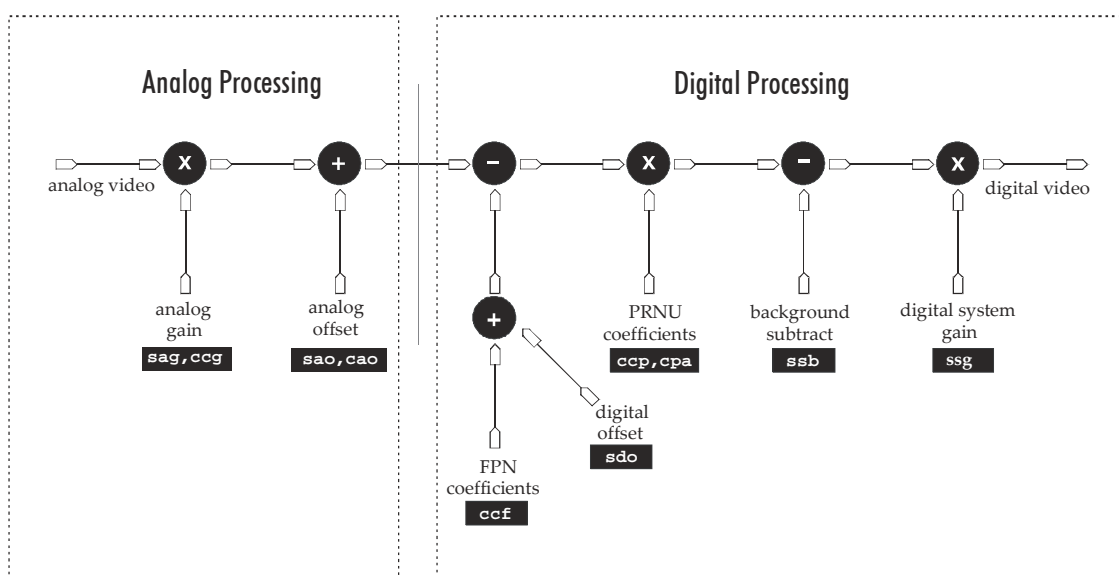 Analog Processing
Digital Processing
X
+
-
X
-
X
analog video
digital video
analog
gain
sag,ccg
analog
offset
sao,cao
+
PRNU
coefficients
ccp,cpa
background
subtract
ssb
digital system
gain
ssg
digital
offset
sdo
FPN
coefficients
ccf